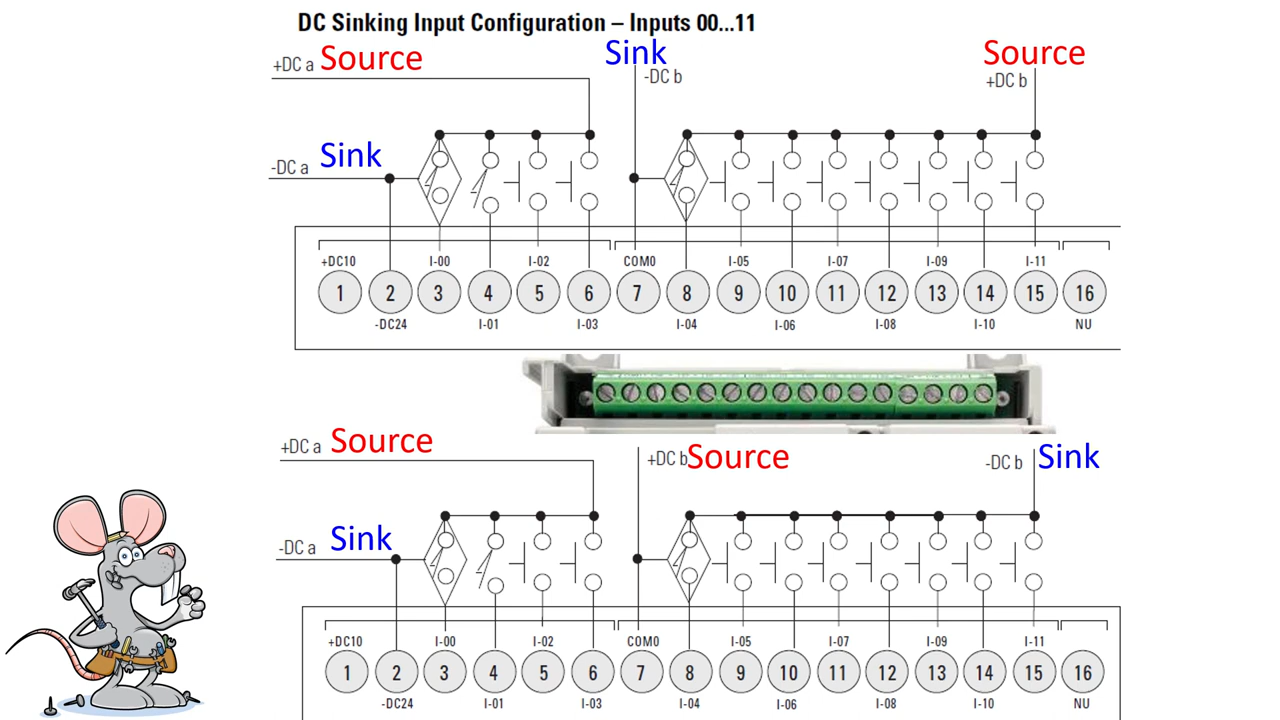 DC Sinking Input Configuration – Inputs 00...11
+DC a Source
Sink
-DC b
Source
+DC b
Sink
-DC a
+DC10 I-00 I-02 COM0 I-05 I-07 I-09 I-11
1 2 3 4 5 6 7 8 9 10 11 12 13 14 15 16
-DC24 I-01 I-03 I-04 I-06 I-08 I-10 NU
+DC a Source
+DC b Source
-DC b Sink
Sink
-DC a
+DC10 I-00 I-02 COM0 I-05 I-07 I-09 I-11
1 2 3 4 5 6 7 8 9 10 11 12 13 14 15 16
-DC24 I-01 I-03 I-04 I-06 I-08 I-10 NU